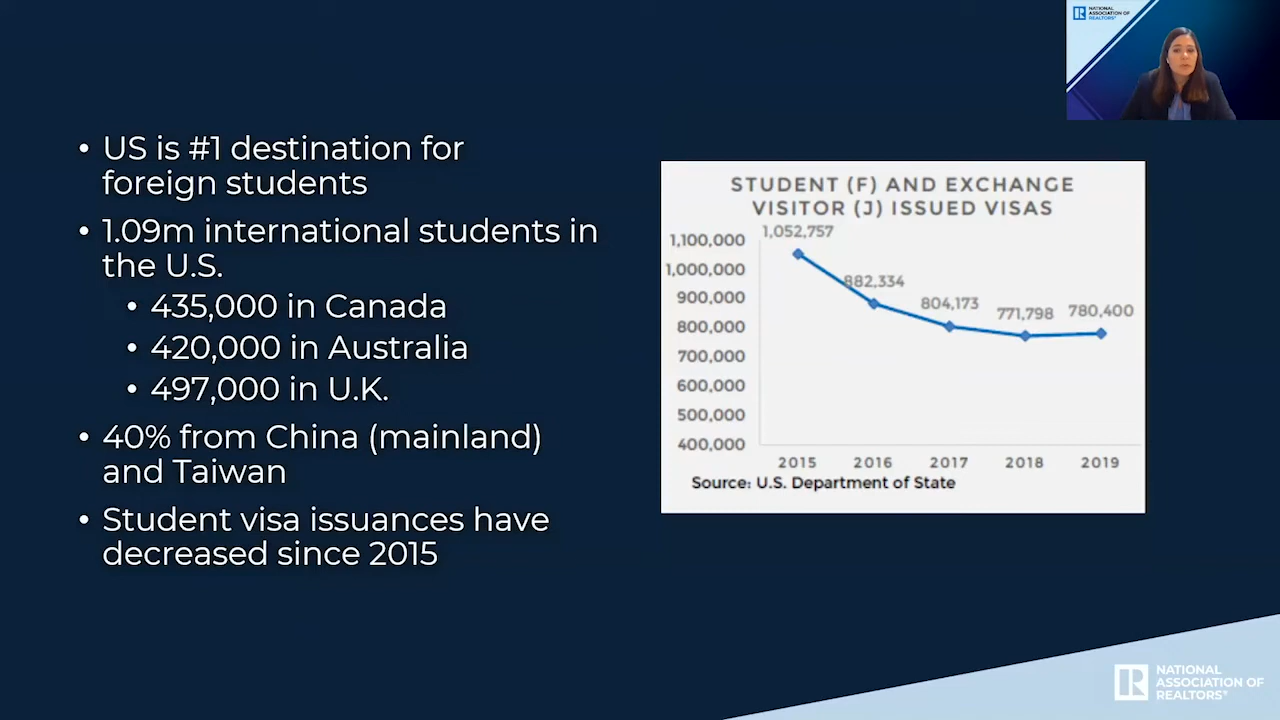 NATIONAL
ASSOCIATION OF
REALTORS®
• US is #1 destination for
foreign students
• 1.09m international students in
the U.S.
• 435,000 in Canada
• 420,000 in Australia
• 497,000 in U.K.
• 40% from China (mainland)
and Taiwan
• Student visa issuances have
decreased since 2015
STUDENT (F) AND EXCHANGE
VISITOR (J) ISSUED VISAS
1,100,000
1,000,000
900,000
800,000
700,000
600,000
500,000
400,000
1,052,757
882,334
804,173
771,798
780,400
2015 2016 2017 2018 2019
Source: U.S. Department of State
NATIONAL
ASSOCIATION OF
REALTORS®